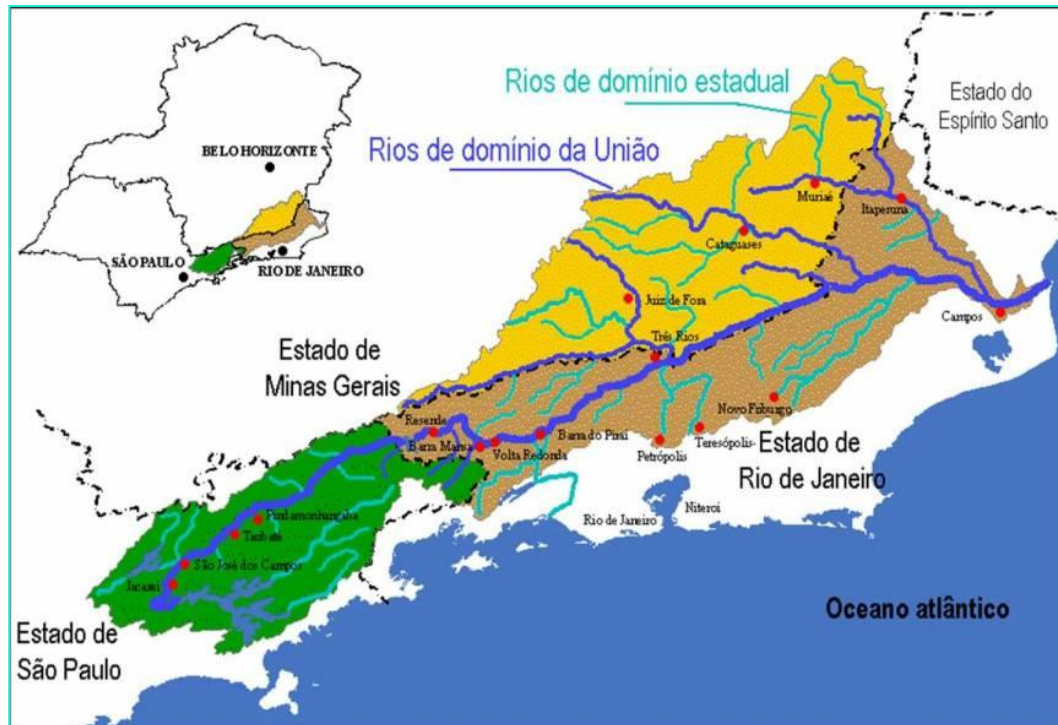 Rios de domínio estadual
Estado do
Espírito Santo
Rios de domínio da União
BELO HORIZONTE
SÃO PAULO
RIO DE JANEIRO
Muriaé
Itaperuna
Cataguases
Juiz de Fora
Campos
Três Rios
Estado de
Minas Gerais
Resende
Barra Mansa
Volta Redonda
Barra do Piraí
Novo Friburgo
Teresópolis
Petrópolis
Estado de
Rio de Janeiro
Niteroi
Rio de Janeiro
Pindamonhangaba
Taubaté
São José dos Campos
Jacareí
Oceano atlântico
Estado de
São Paulo